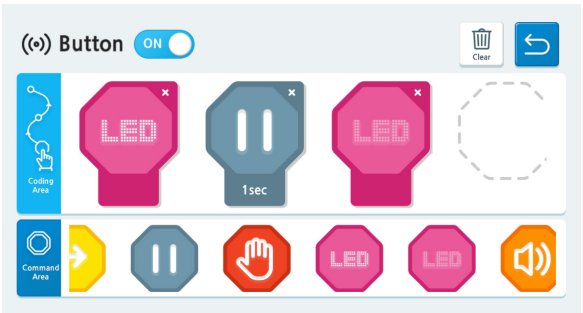 ((•)) Button ON
Clear
LED
1sec
LED
Coding
Area
Command
Area
LED
LED